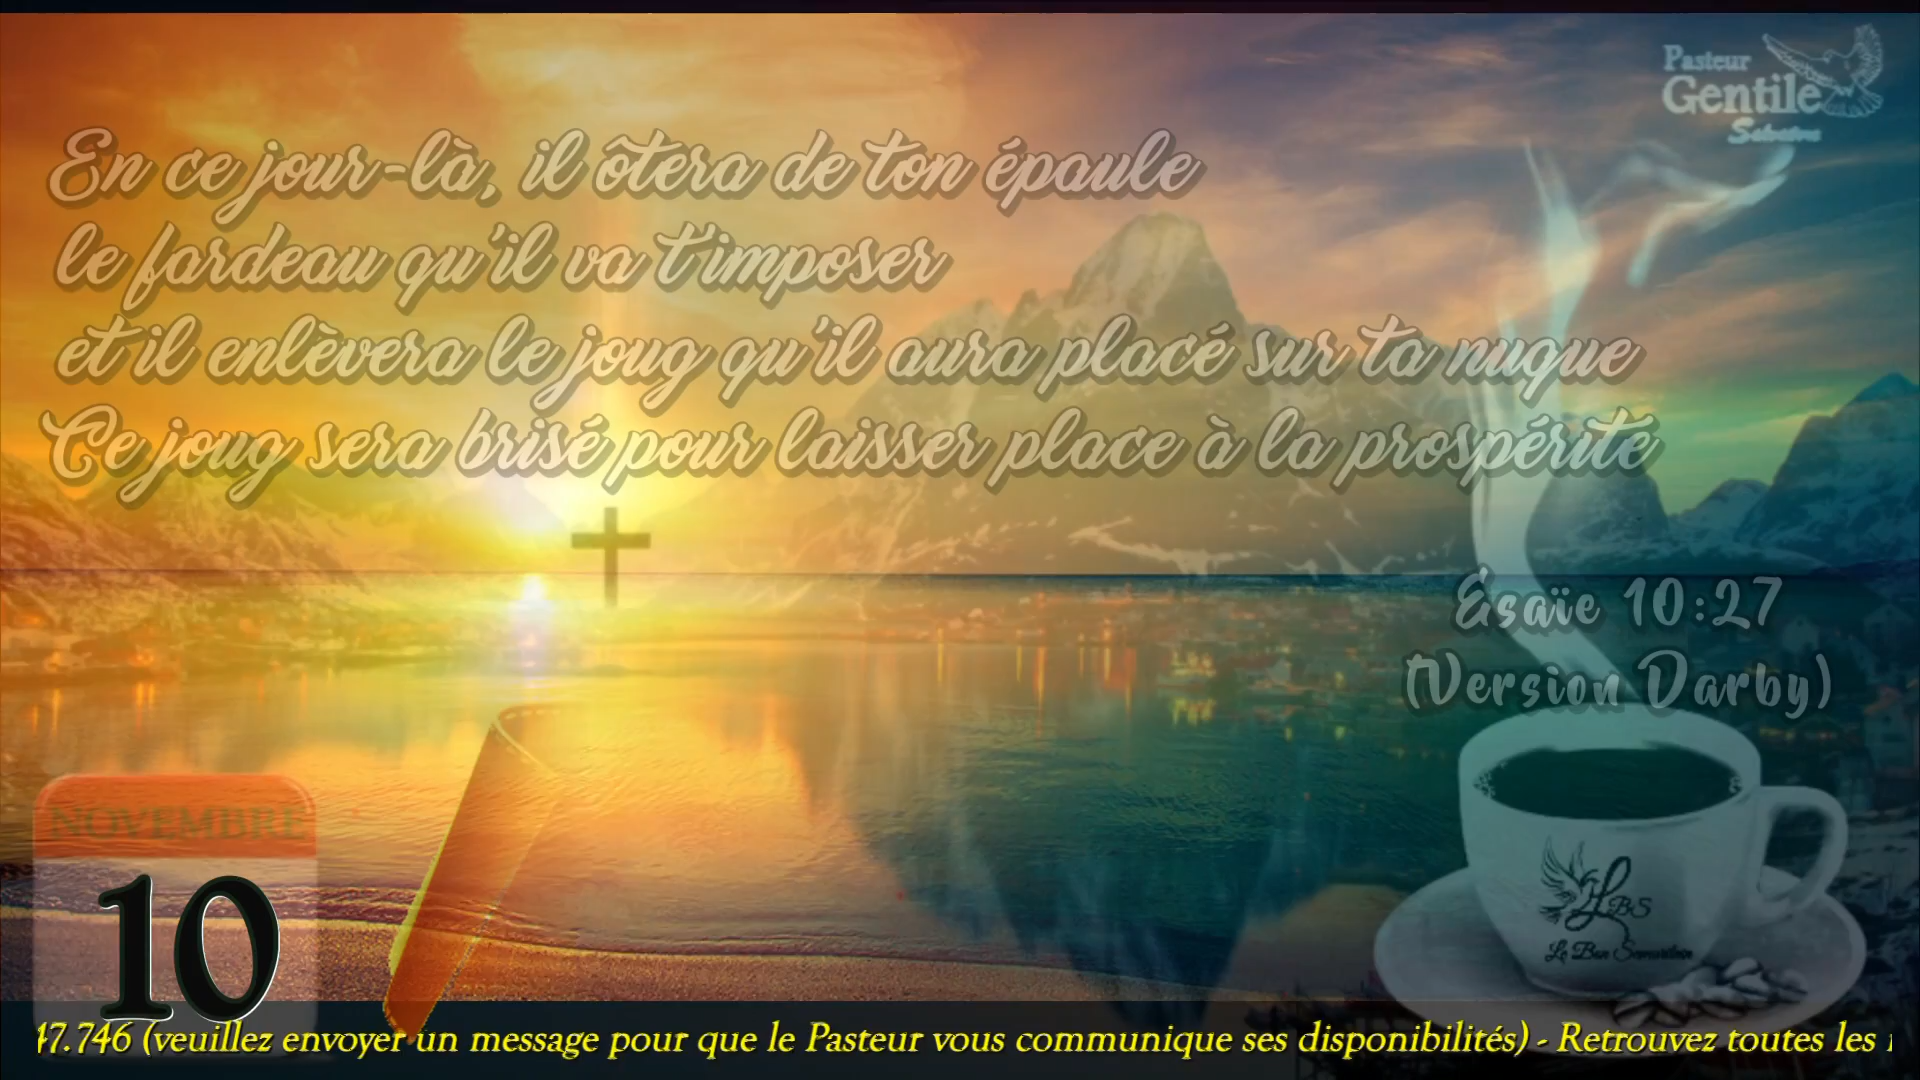 Pasteur
Gentile
En ce jour-là, il ôtera de ton épaule
le fardeau qu'il va t'imposer
et il enlèvera le joug qu'il aura placé sur ta nuque
Ce joug sera brisé pour laisser place à la prospérité
Ésaïe 10:27
(Version Darby)
NOVEMBRE
10
LBS
Le Bon Samaritain
47.746 (veuillez envoyer un message pour que le Pasteur vous communique ses disponibilités) - Retrouvez toutes les